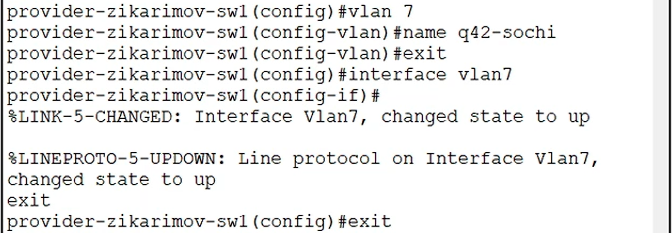 provider-zikarimov-sw1(config)#vlan 7
provider-zikarimov-sw1(config-vlan)#name q42-sochi
provider-zikarimov-sw1(config-vlan)#exit
provider-zikarimov-sw1(config)#interface vlan7
provider-zikarimov-sw1(config-if)#
%LINK-5-CHANGED: Interface Vlan7, changed state to up
%LINEPROTO-5-UPDOWN: Line protocol on Interface Vlan7,
changed state to up
exit
provider-zikarimov-sw1(config)#exit